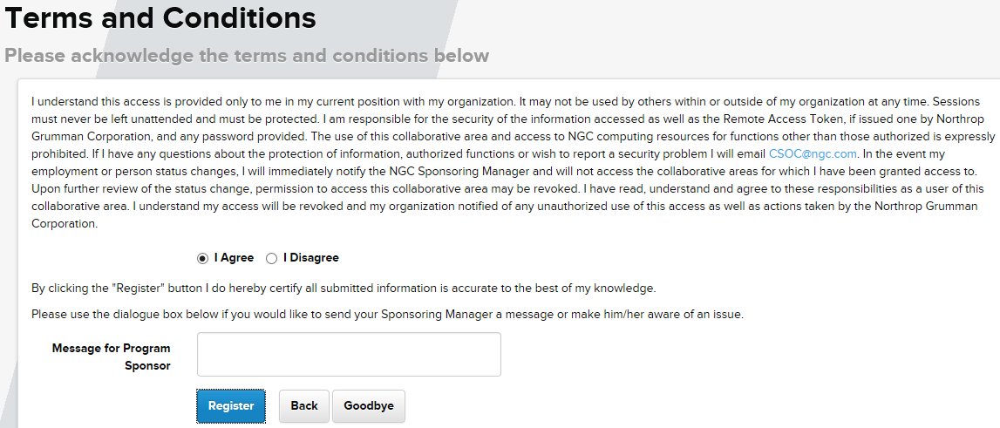 Terms and Conditions
Please acknowledge the terms and conditions below
I understand this access is provided only to me in my current position with my organization. It may not be used by others within or outside of my organization at any time. Sessions
must never be left unattended and must be protected. I am responsible for the security of the information accessed as well as the Remote Access Token, if issued one by Northrop
Grumman Corporation, and any password provided. The use of this collaborative area and access to NGC computing resources for functions other than those authorized is expressly
prohibited. If I have any questions about the protection of information, authorized functions or wish to report a security problem I will email CSOC@ngc.com. In the event my
employment or person status changes, I will immediately notify the NGC Sponsoring Manager and will not access the collaborative areas for which I have been granted access to.
Upon further review of the status change, permission to access this collaborative area may be revoked. I have read, understand and agree to these responsibilities as a user of this
collaborative area. I understand my access will be revoked and my organization notified of any unauthorized use of this access as well as actions taken by the Northrop Grumman
Corporation.
I Agree I Disagree
By clicking the "Register" button I do hereby certify all submitted information is accurate to the best of my knowledge.
Please use the dialogue box below if you would like to send your Sponsoring Manager a message or make him/her aware of an issue.
Message for Program
Sponsor
Register Back Goodbye